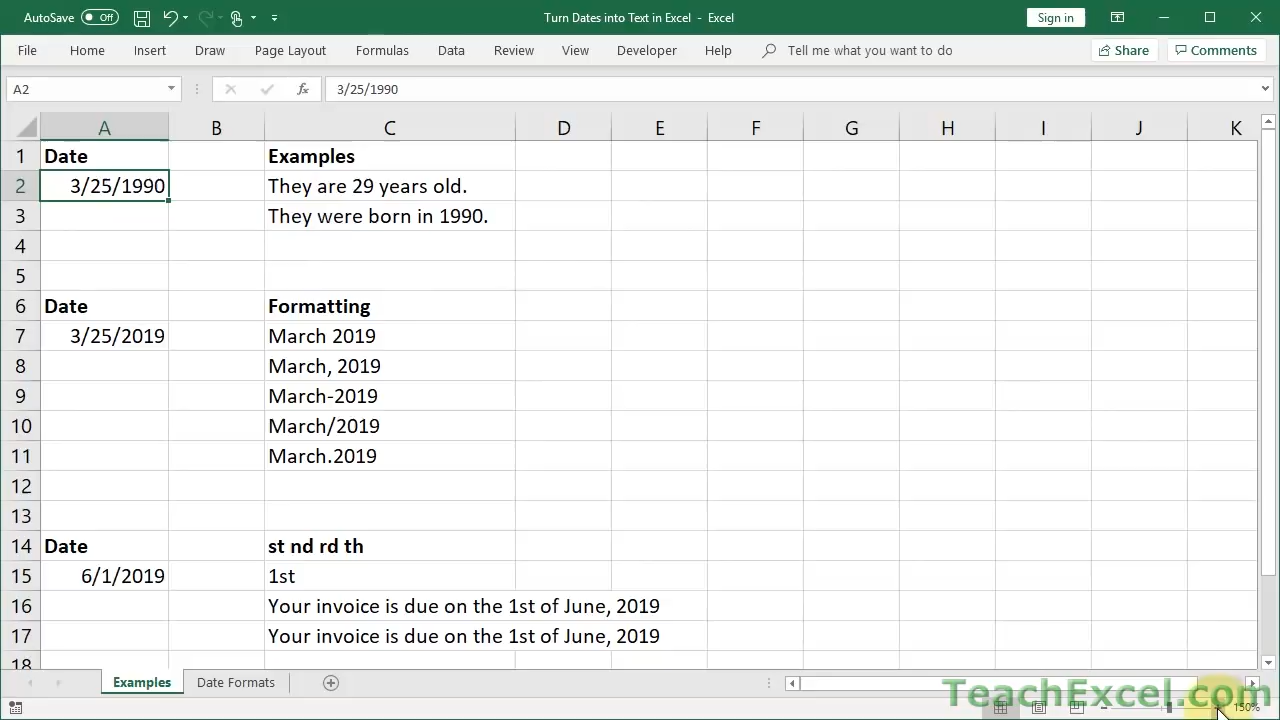 AutoSave Off Turn Dates into Text in Excel - Excel Sign in
File Home Insert Draw Page Layout Formulas Data Review View Developer Help Tell me what you want to do Share Comments
A2 fx 3/25/1990
A B C D E F G H I J K
1 Date Examples
2 3/25/1990 They are 29 years old.
3 They were born in 1990.
4
5
6 Date Formatting
7 3/25/2019 March 2019
8 March, 2019
9 March-2019
10 March/2019
11 March.2019
12
13
14 Date st nd rd th
15 6/1/2019 1st
16 Your invoice is due on the 1st of June, 2019
17 Your invoice is due on the 1st of June, 2019
18
Examples Date Formats
TeachExcel.com
150%